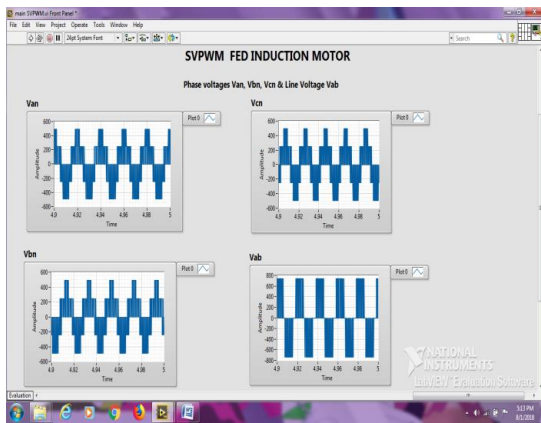 main SVPWM.vi Front Panel *
File Edit View Project Operate Tools Window Help
24pt System Font
Search
SVPWM FED INDUCTION MOTOR
Phase voltages Van, Vbn, Vcn & Line Voltage Vab
Van
Plot 0
600-
400-
200-
0-
-200-
-400-
-600-
Amplitude
4.9 4.92 4.94 4.96 4.98 5
Time
Vcn
Plot 0
600-
400-
200-
0-
-200-
-400-
-600-
Amplitude
4.9 4.92 4.94 4.96 4.98 5
Time
Vbn
Plot 0
600-
400-
200-
0-
-200-
-400-
-600-
Amplitude
4.9 4.92 4.94 4.96 4.98 5
Time
Vab
Plot 0
800-
600-
400-
200-
0-
-200-
-400-
-600-
-800-
Amplitude
4.9 4.92 4.94 4.96 4.98 5
Time
NATIONAL
INSTRUMENTS
LabVIEW Evaluation Software
Evaluation
5:13 PM
8/1/2018